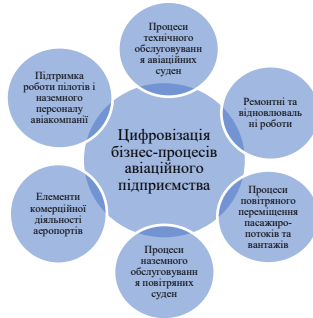 Процеси
технічного
обслуговуванн
я авіаційних
суден
Підтримка
роботи пілотів і
наземного
персоналу
авіакомпанії
Ремонтні та
відновлюваль
ні роботи
Цифровізація
бізнес-процесів
авіаційного
підприємства
Елементи
комерційної
діяльності
аеропортів
Процеси
повітряного
переміщення
пасажиро-
потоків та
вантажів
Процеси
наземного
обслуговуванн
я повітряних
суден